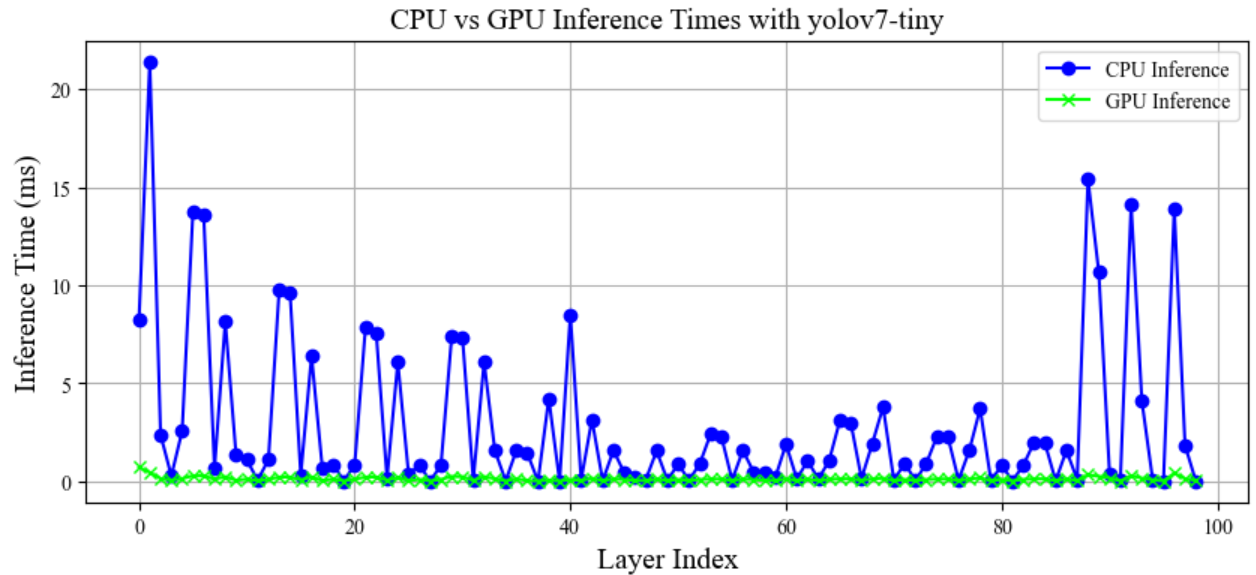 CPU vs GPU Inference Times with yolov7-tiny
CPU Inference
GPU Inference
Inference Time (ms)
20
15
10
5
0
0
20
40
60
80
100
Layer Index